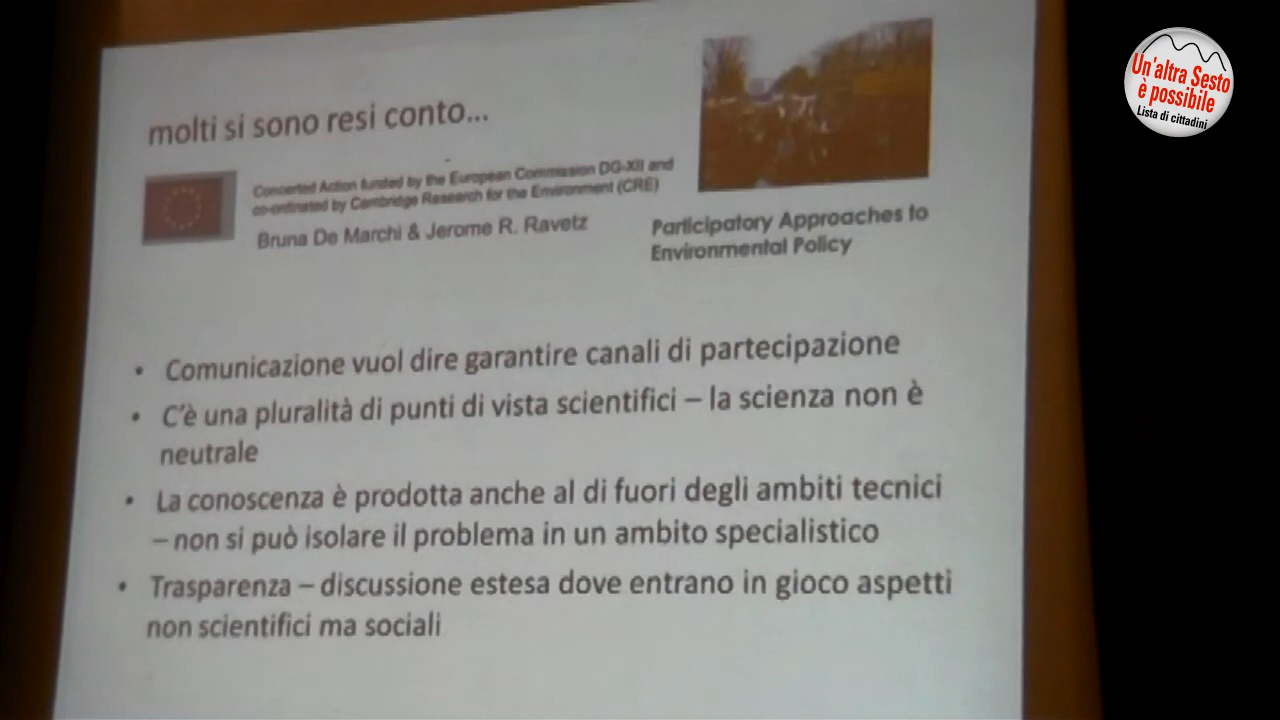 molti si sono resi conto...
Concerted Action funded by the European Commission DG-XII and
co-ordinated by Cambridge Research for the Environment (CRE)
Bruna De Marchi & Jerome R. Ravetz
Participatory Approaches to
Environmental Policy
• Comunicazione vuol dire garantire canali di partecipazione
• C'è una pluralità di punti di vista scientifici – la scienza non è
neutrale
• La conoscenza è prodotta anche al di fuori degli ambiti tecnici
– non si può isolare il problema in un ambito specialistico
• Trasparenza – discussione estesa dove entrano in gioco aspetti
non scientifici ma sociali
Un'altra Sesto
è possibile
Lista di cittadini